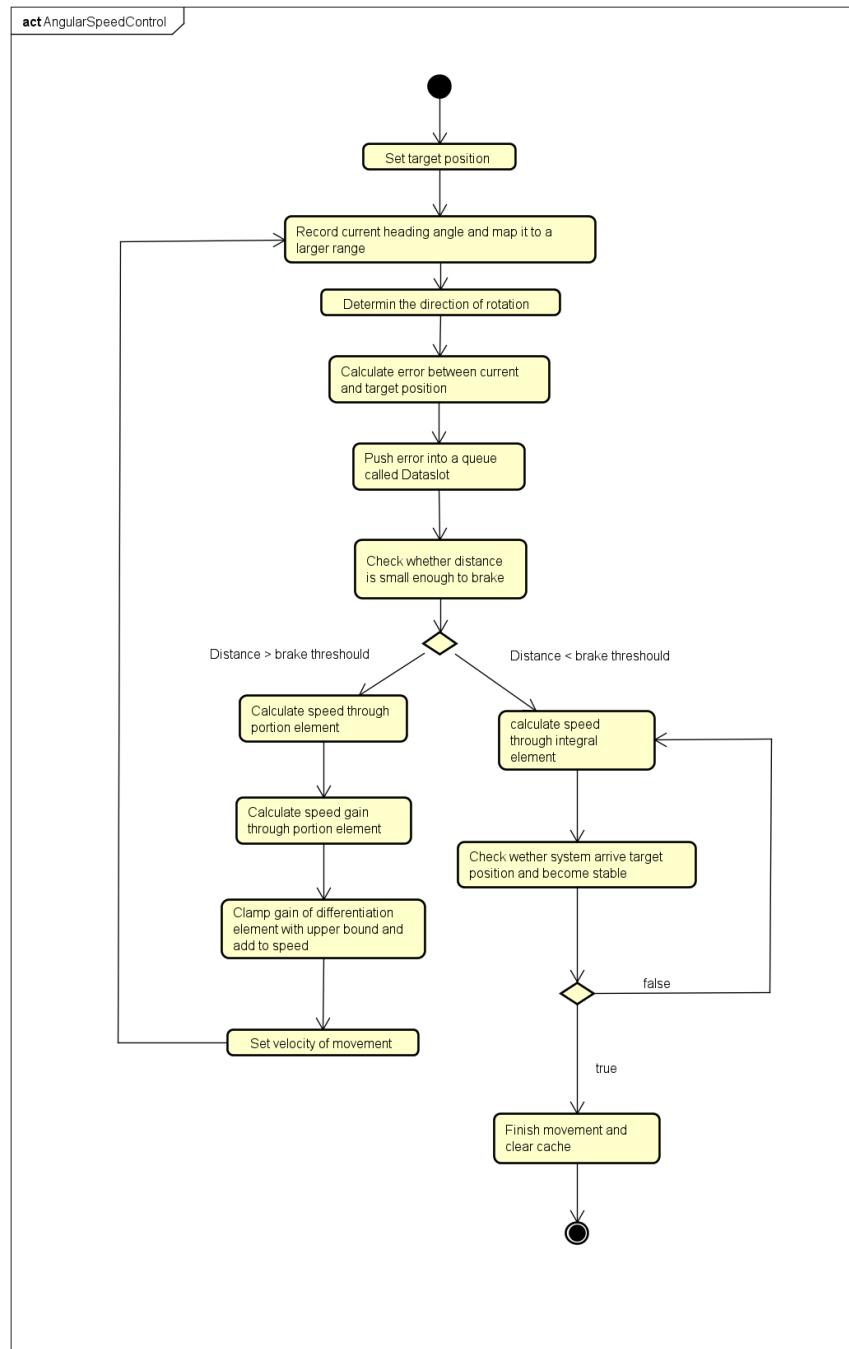 act AngularSpeedControl
Set target position
Record current heading angle and map it to a
larger range
Determin the direction of rotation
Calculate error between current
and target position
Push error into a queue
called Dataslot
Check whether distance
is small enough to brake
Distance > brake threshould
Distance < brake threshould
Calculate speed through
portion element
calculate speed
through integral
element
Calculate speed gain
through portion element
Check wether system arrive target
position and become stable
Clamp gain of differentiation
element with upper bound and
add to speed
false
Set velocity of movement
true
Finish movement and
clear cache